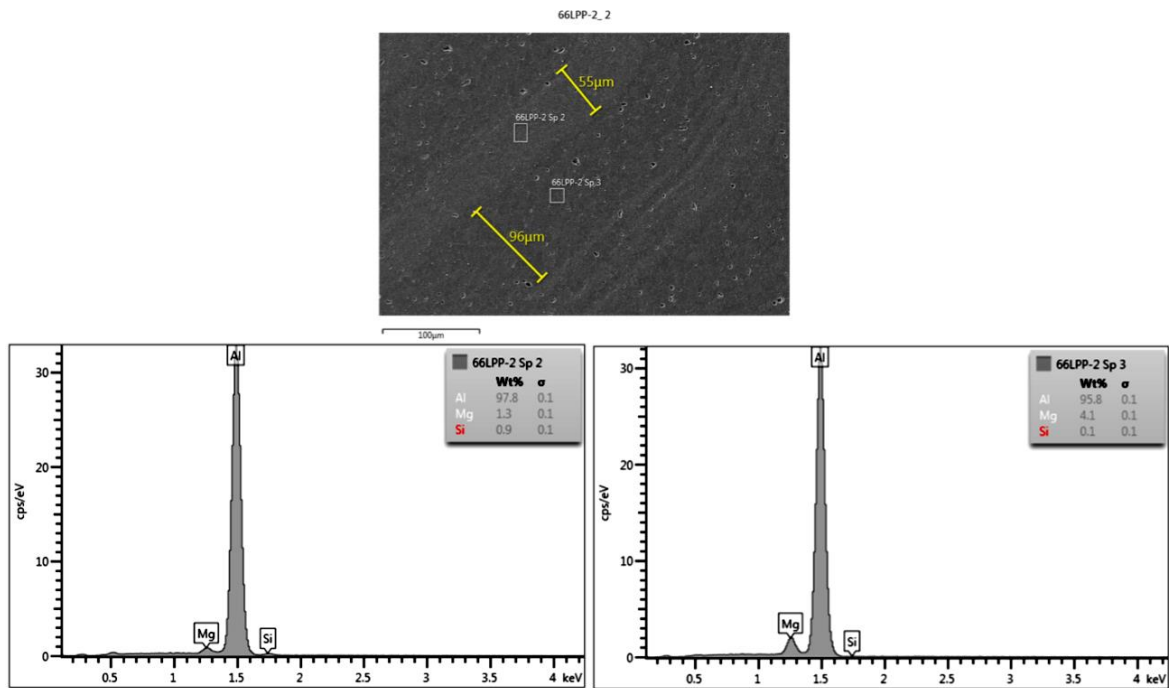 66LPP-2_ 2
55µm
66LPP-2 Sp 2
66LPP-2 Sp 3
96µm
100µm
66LPP-2 Sp 2
Wt% σ
Al 97.8 0.1
Mg 1.3 0.1
Si 0.9 0.1
Al
Mg
Si
cps/eV
30
20
10
0
0.5 1 1.5 2 2.5 3 3.5 4 keV
66LPP-2 Sp 3
Wt% σ
Al 95.8 0.1
Mg 4.1 0.1
Si 0.1 0.1
Al
Mg
Si
cps/eV
30
20
10
0
0.5 1 1.5 2 2.5 3 3.5 4 keV